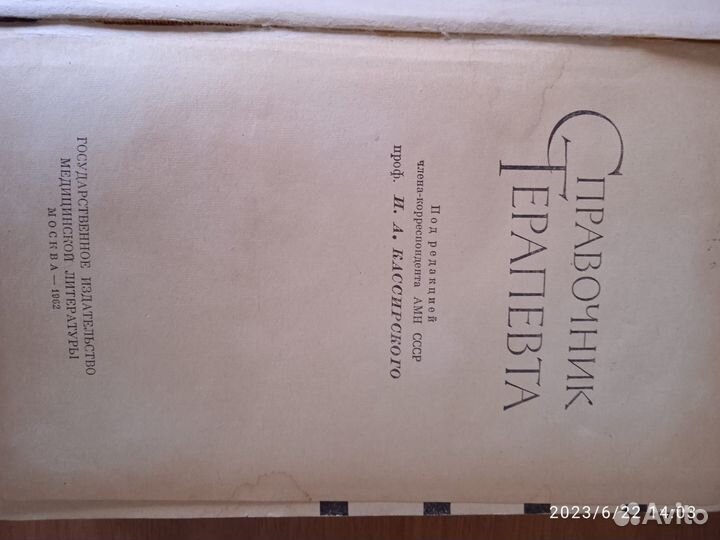 СПРАВОЧНИК
ТЕРАПЕВТА
Под редакцией
члена-корреспондента АМН СССР
проф. И. А. КАССИРСКОГО
ГОСУДАРСТВЕННОЕ ИЗДАТЕЛЬСТВО
МЕДИЦИНСКОЙ ЛИТЕРАТУРЫ
МОСКВА — 1962
2023/6/22 14:03
Avito